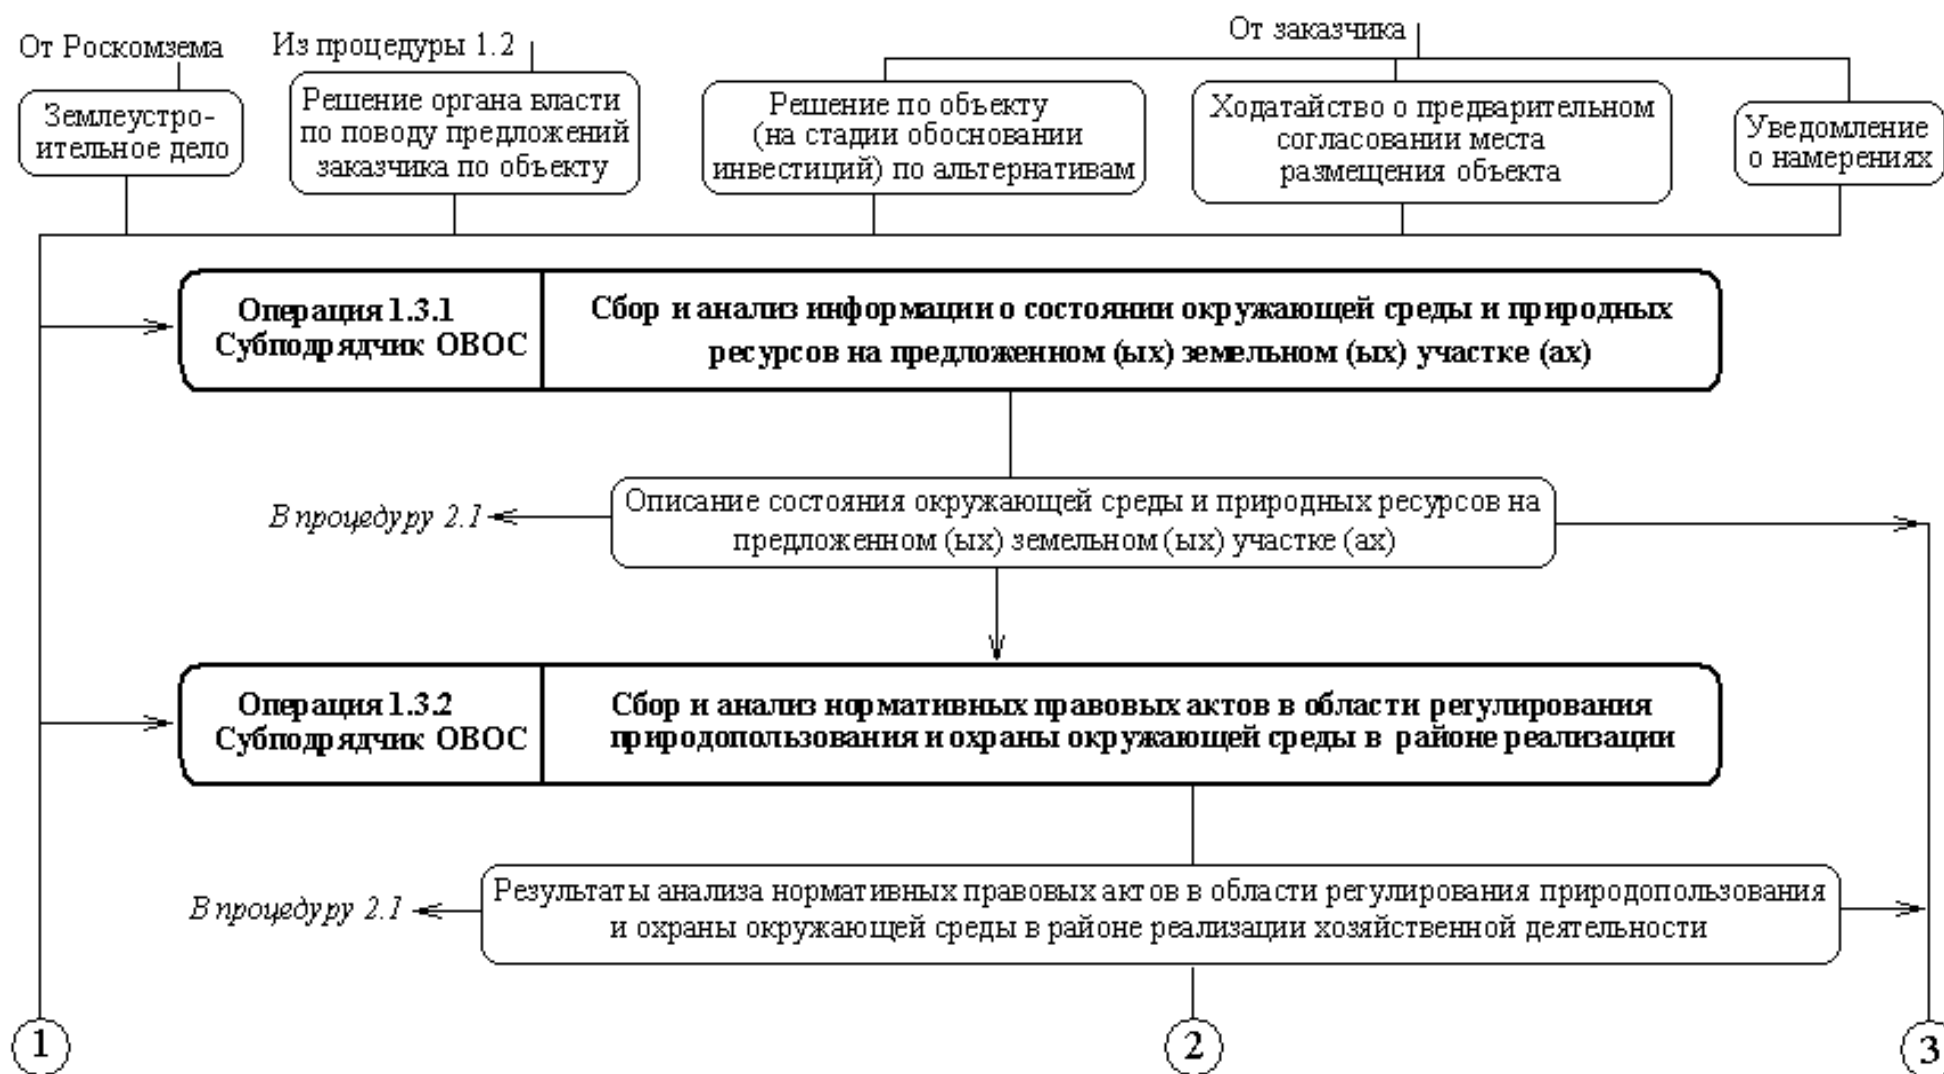 От Роскомзема
Землеустро-
ительное дело
Из процедуры 1.2
Решение органа власти
по поводу предложений
заказчика по объекту
От заказчика
Решение по объекту
(на стадии обосновании
инвестиций) по альтернативам
Ходатайство о предварительном
согласовании места
размещения объекта
Уведомление
о намерениях
Операция 1.3.1
Субподрядчик ОВОС
Сбор и анализ информации о состоянии окружающей среды и природных
ресурсов на предложенном (ых) земельном (ых) участке (ах)
В процедуру 2.1
Описание состояния окружающей среды и природных ресурсов на
предложенном (ых) земельном (ых) участке (ах)
Операция 1.3.2
Субподрядчик ОВОС
Сбор и анализ нормативных правовых актов в области регулирования
природопользования и охраны окружающей среды в районе реализации
В процедуру 2.1
Результаты анализа нормативных правовых актов в области регулирования природопользования
и охраны окружающей среды в районе реализации хозяйственной деятельности
1
2
3